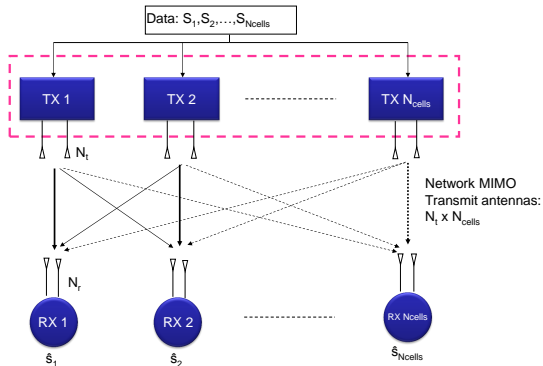 Data: S1,S2,…,SNcells
TX 1
TX 2
TX Ncells
Nt
Network MIMO
Transmit antennas:
Nt x Ncells
Nr
RX 1
RX 2
RX Ncells
ŝ1
ŝ2
ŝNcells